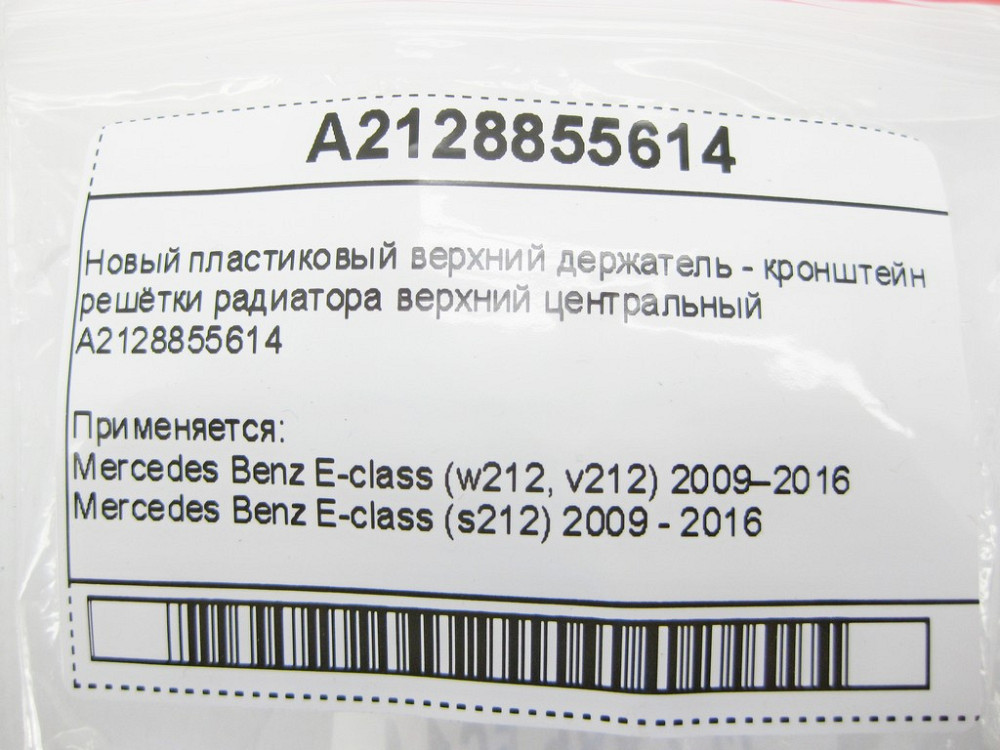 A2128855614
Новый пластиковый верхний держатель - кронштейн
решётки радиатора верхний центральный
A2128855614
Применяется:
Mercedes Benz E-class (w212, v212) 2009–2016
Mercedes Benz E-class (s212) 2009 - 2016